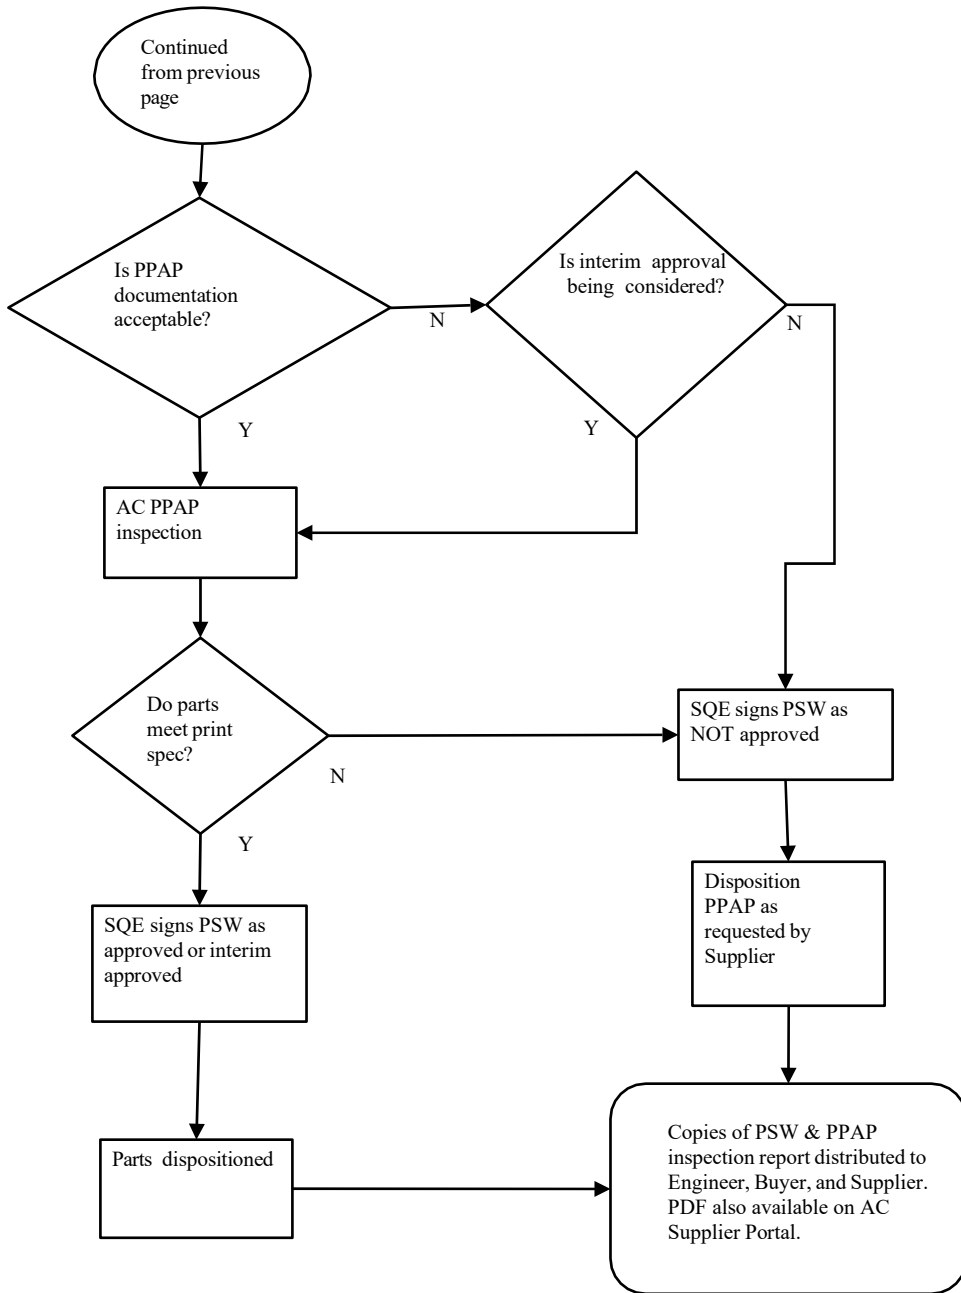 Continued
from previous
page
Is PPAP
documentation
acceptable?
N
Is interim approval
being considered?
N
Y
Y
AC PPAP
inspection
Do parts
meet print
spec?
N
Y
SQE signs PSW as
NOT approved
SQE signs PSW as
approved or interim
approved
Disposition
PPAP as
requested by
Supplier
Parts dispositioned
Copies of PSW & PPAP
inspection report distributed to
Engineer, Buyer, and Supplier.
PDF also available on AC
Supplier Portal.